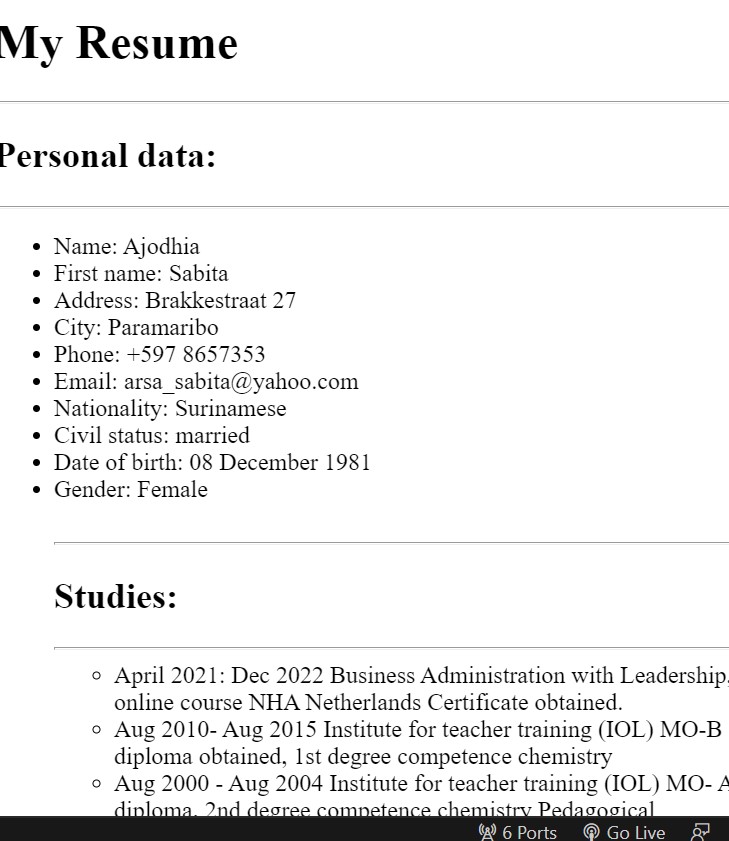 My Resume
Personal data:
Name: Ajodhia
First name: Sabita
Address: Brakkestraat 27
City: Paramaribo
Phone: +597 8657353
Email: arsa_sabita@yahoo.com
Nationality: Surinamese
Civil status: married
Date of birth: 08 December 1981
Gender: Female
Studies:
April 2021: Dec 2022 Business Administration with Leadership,
online course NHA Netherlands Certificate obtained.
Aug 2010- Aug 2015 Institute for teacher training (IOL) MO-B
diploma obtained, 1st degree competence chemistry
Aug 2000 - Aug 2004 Institute for teacher training (IOL) MO- A
diploma, 2nd degree competence chemistry Pedagogical
6 Ports Go Live